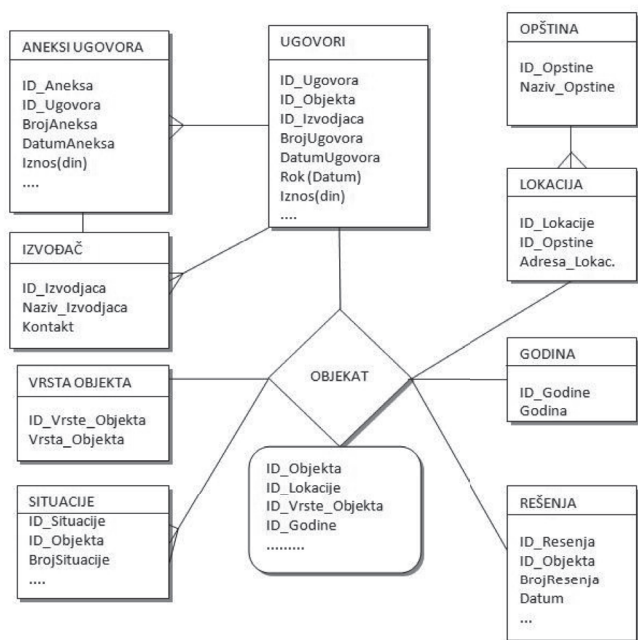 ANEKSI UGOVORA
ID_Aneksa
ID_Ugovora
BrojAneksa
DatumAneksa
Iznos(din)
....
UGOVORI
ID_Ugovora
ID_Objekta
ID_Izvodjaca
BrojUgovora
DatumUgovora
Rok (Datum)
Iznos(din)
....
OPŠTINA
ID_Opstine
Naziv_Opstine
LOKACIJA
ID_Lokacije
ID_Opstine
Adresa_Lokac.
IZVOĐAČ
ID_Izvodjaca
Naziv_Izvodjaca
Kontakt
OBJEKAT
GODINA
ID_Godine
Godina
VRSTA OBJEKTA
ID_Vrste_Objekta
Vrsta_Objekta
ID_Objekta
ID_Lokacije
ID_Vrste_Objekta
ID_Godine
.........
SITUACIJE
ID_Situacije
ID_Objekta
BrojSituacije
....
REŠENJA
ID_Resenja
ID_Objekta
BrojResenja
Datum
...